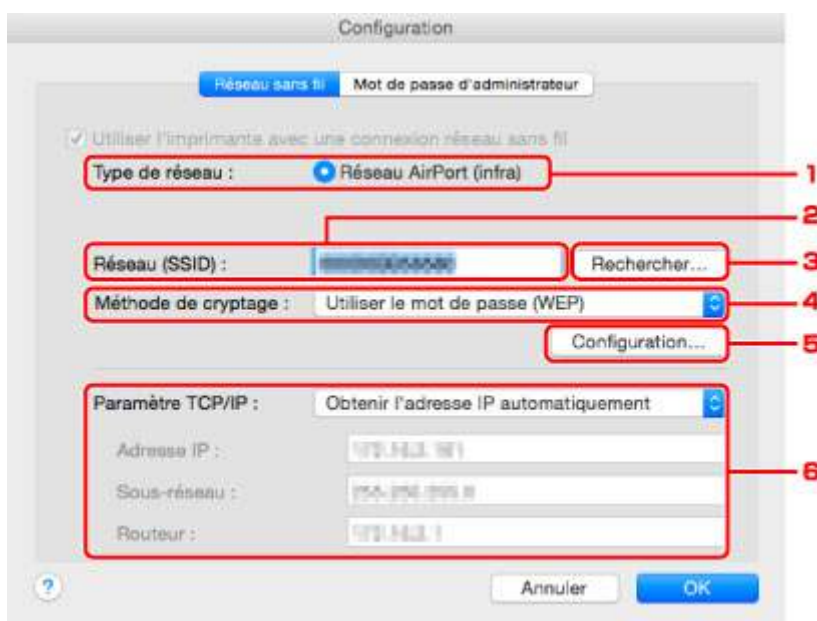 Configuration
Réseau sans fil Mot de passe d'administrateur
Utiliser l'imprimante avec une connexion réseau sans fil
Type de réseau : Réseau AirPort (infra) 1
2
Réseau (SSID) : Rechercher... 3
Méthode de cryptage : Utiliser le mot de passe (WEP) 4
Configuration... 5
Paramètre TCP/IP : Obtenir l'adresse IP automatiquement
Adresse IP :
6
Sous-réseau :
Routeur :
? Annuler OK